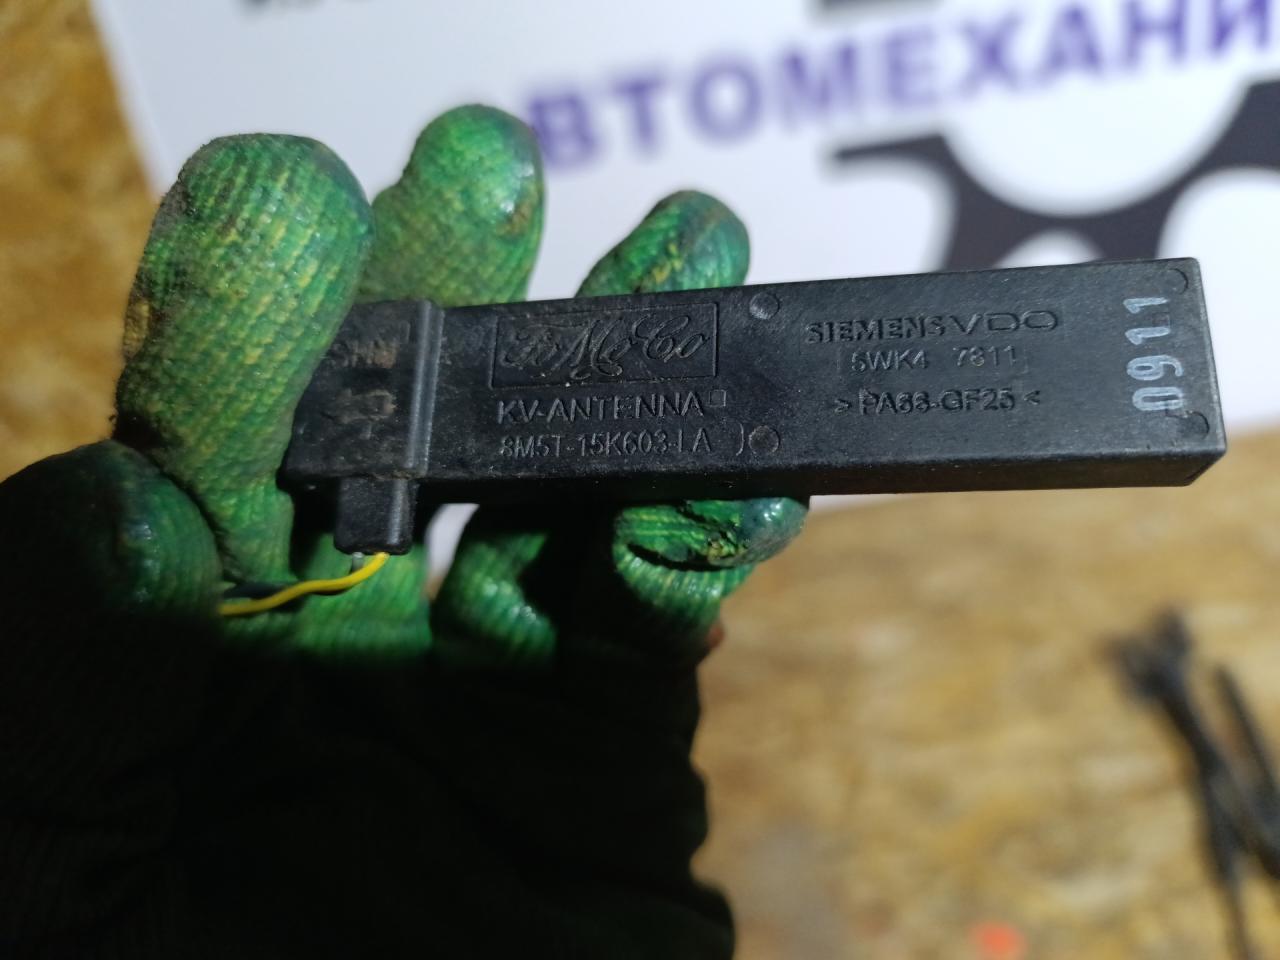 АВТОМЕХАНИ
FoMoCo
KV-ANTENNA
8M5T-15K603-LA
SIEMENS VDO
5WK4 7811
>PA66-GF25<
0911